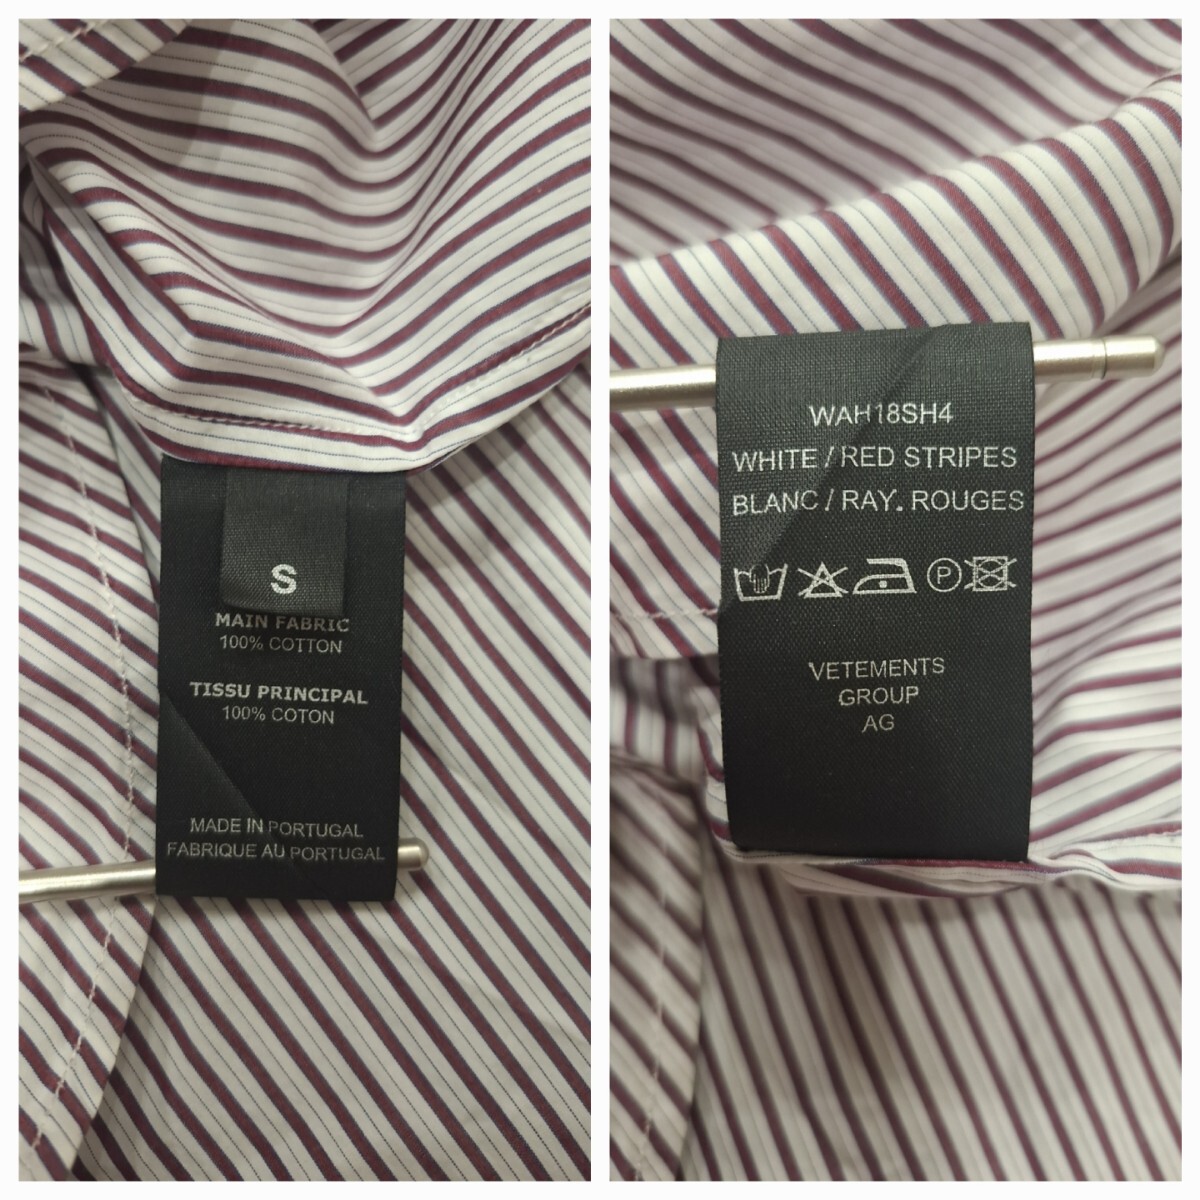 S
MAIN FABRIC
100% COTTON
TISSU PRINCIPAL
100% COTON
MADE IN PORTUGAL
FABRIQUE AU PORTUGAL
WAH18SH4
WHITE / RED STRIPES
BLANC / RAY. ROUGES
P
VETEMENTS
GROUP
AG